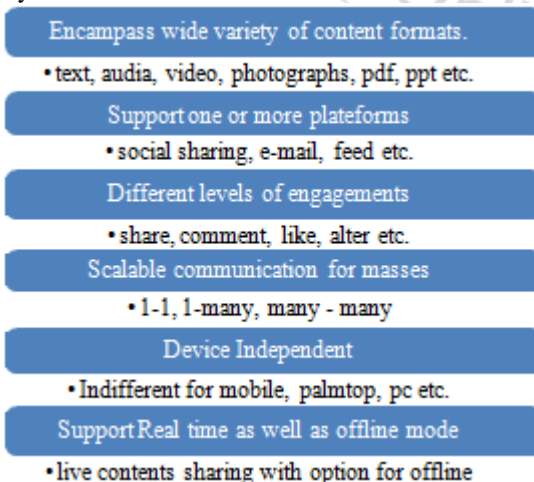 Encampass wide variety of content formats.
• text, audia, video, photographs, pdf, ppt etc.
Support one or more plateforms
• social sharing, e-mail, feed etc.
Different levels of engagements
• share, comment, like, alter etc.
Scalable communication for masses
• 1-1, 1-many, many - many
Device Independent
• Indifferent for mobile, palmtop, pc etc.
Support Real time as well as offline mode
• live contents sharing with option for offline